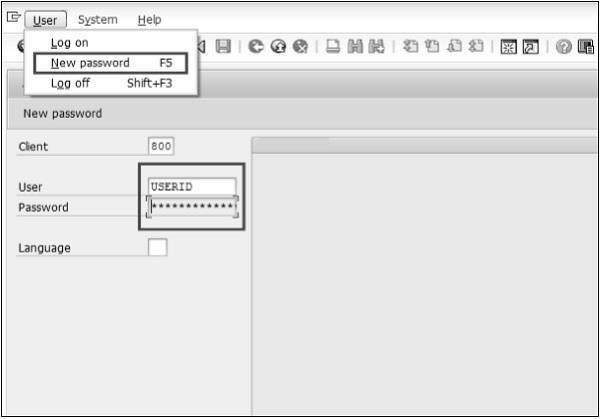 User System Help
Log on
New password F5
Log off Shift+F3
New password
Client 800
User USERID
Password ************
Language